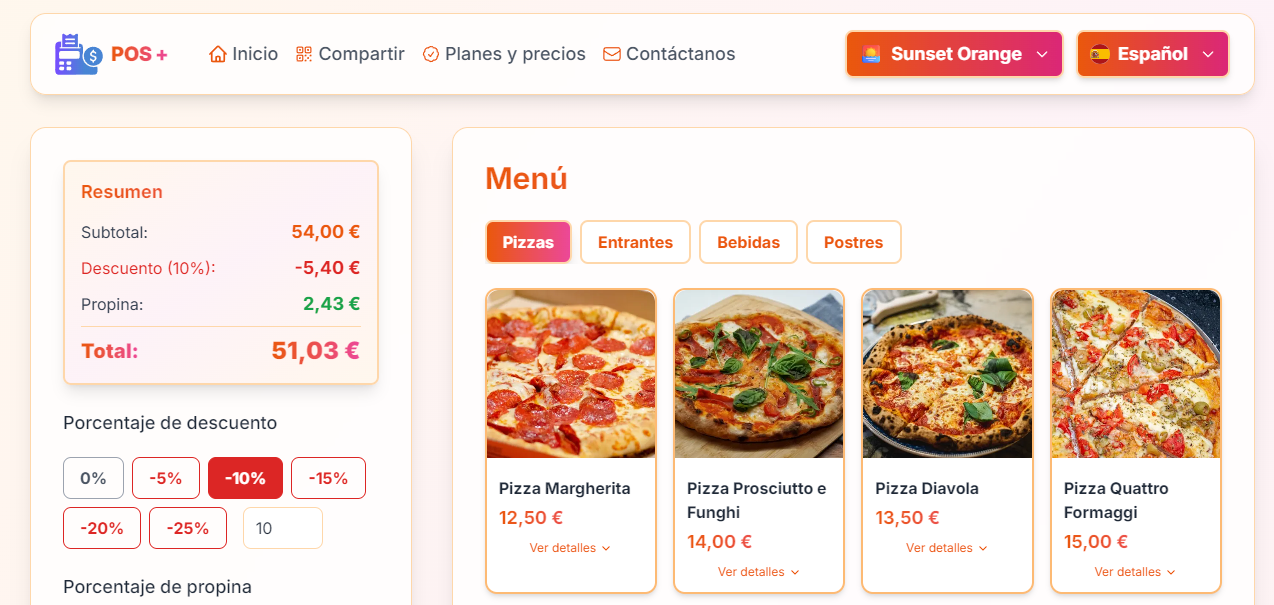 POS +
Inicio
Compartir
Planes y precios
Contáctanos
Sunset Orange
Español
Resumen
Subtotal: 54,00 €
Descuento (10%): -5,40 €
Propina: 2,43 €
Total: 51,03 €
Porcentaje de descuento
0% -5% -10% -15%
-20% -25% 10
Porcentaje de propina
Menú
Pizzas Entrantes Bebidas Postres
Pizza Margherita
12,50 €
Ver detalles
Pizza Prosciutto e
Funghi
14,00 €
Ver detalles
Pizza Diavola
13,50 €
Ver detalles
Pizza Quattro
Formaggi
15,00 €
Ver detalles